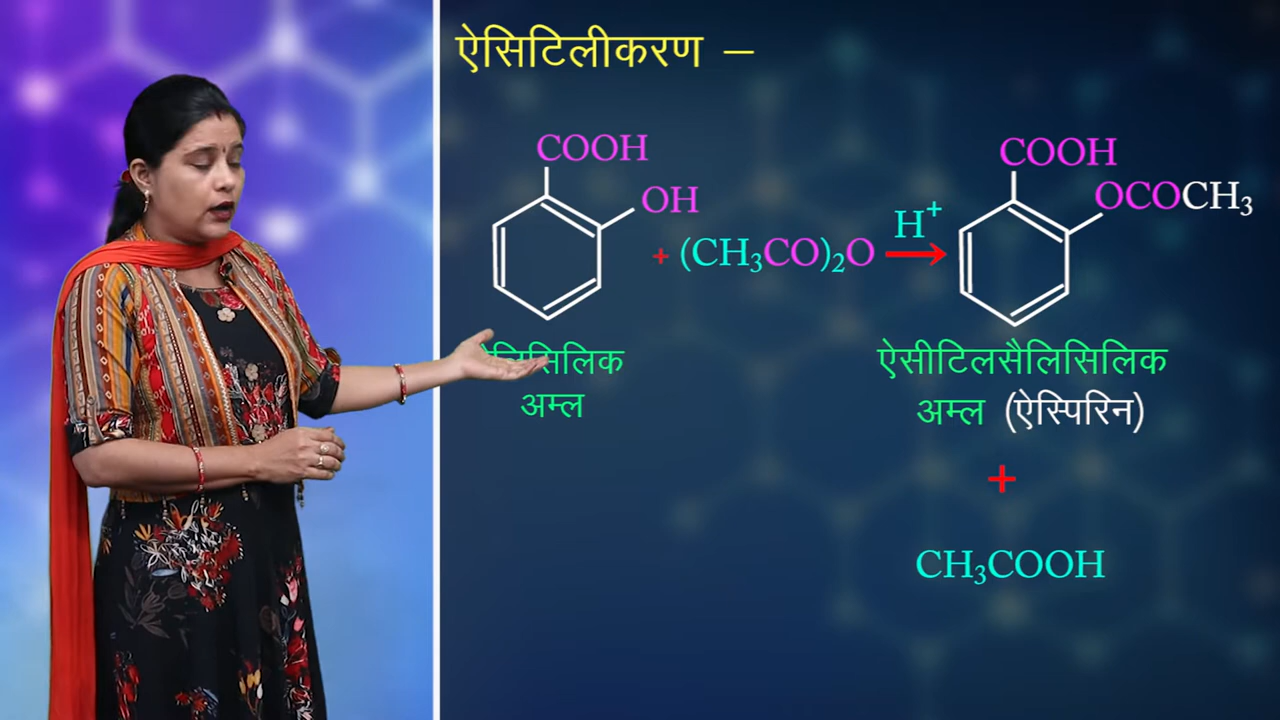 ऐसिटिलीकरण –
COOH
OH
+ (CH₃CO)₂O
H⁺
→
COOH
OCOCH₃
अम्ल
ऐसीटिलसैलिसिलिक
अम्ल (ऐस्पिरिन)
+
CH₃COOH